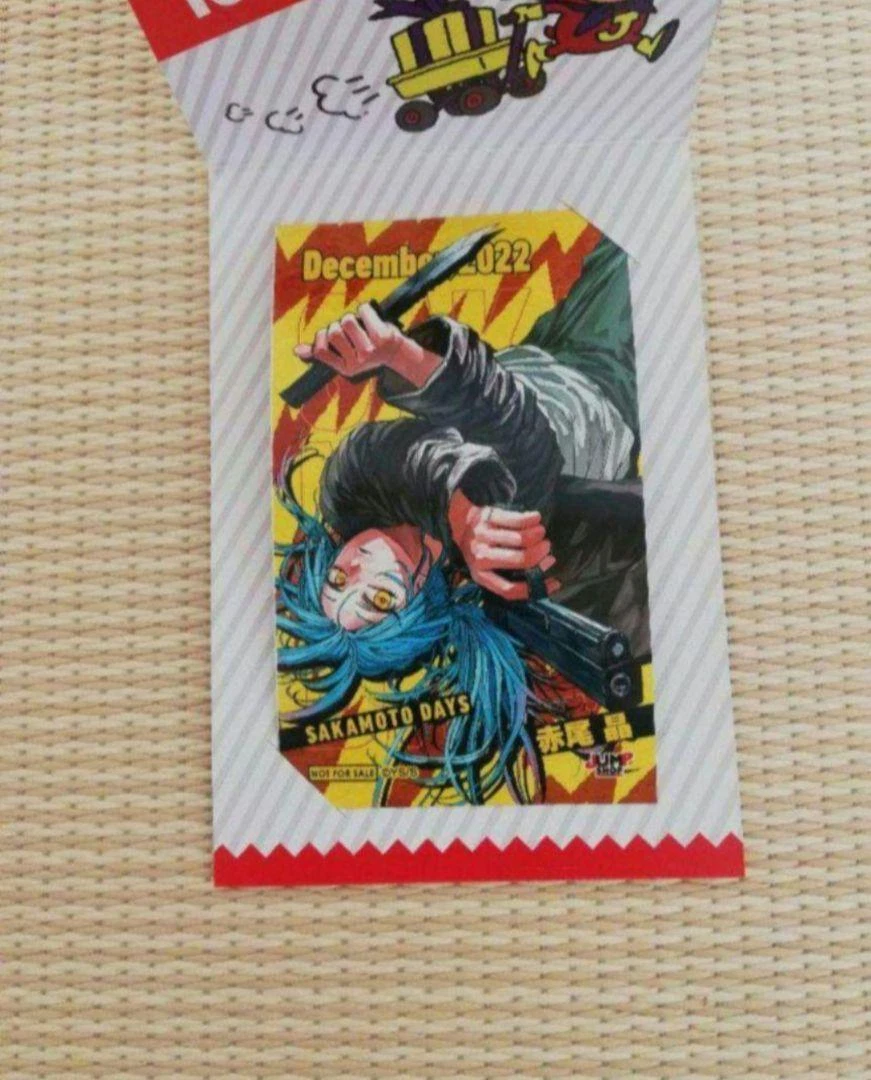 J
December 2022
SAKAMOTO DAYS
赤尾 晶
NOT FOR SALE ©Y S/S
JUMP
SHOP